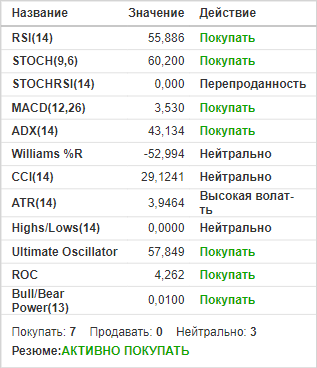 Название Значение Действие
RSI(14) 55,886 Покупать
STOCH(9,6) 60,200 Покупать
STOCHRSI(14) 0,000 Перепроданность
MACD(12,26) 3,530 Покупать
ADX(14) 43,134 Покупать
Williams %R -52,994 Нейтрально
CCI(14) 29,1241 Нейтрально
ATR(14) 3,9464 Высокая волат-
ть
Highs/Lows(14) 0,0000 Нейтрально
Ultimate Oscillator 57,849 Покупать
ROC 4,262 Покупать
Bull/Bear
Power(13) 0,0100 Покупать
Покупать: 7 Продавать: 0 Нейтрально: 3
Резюме:АКТИВНО ПОКУПАТЬ